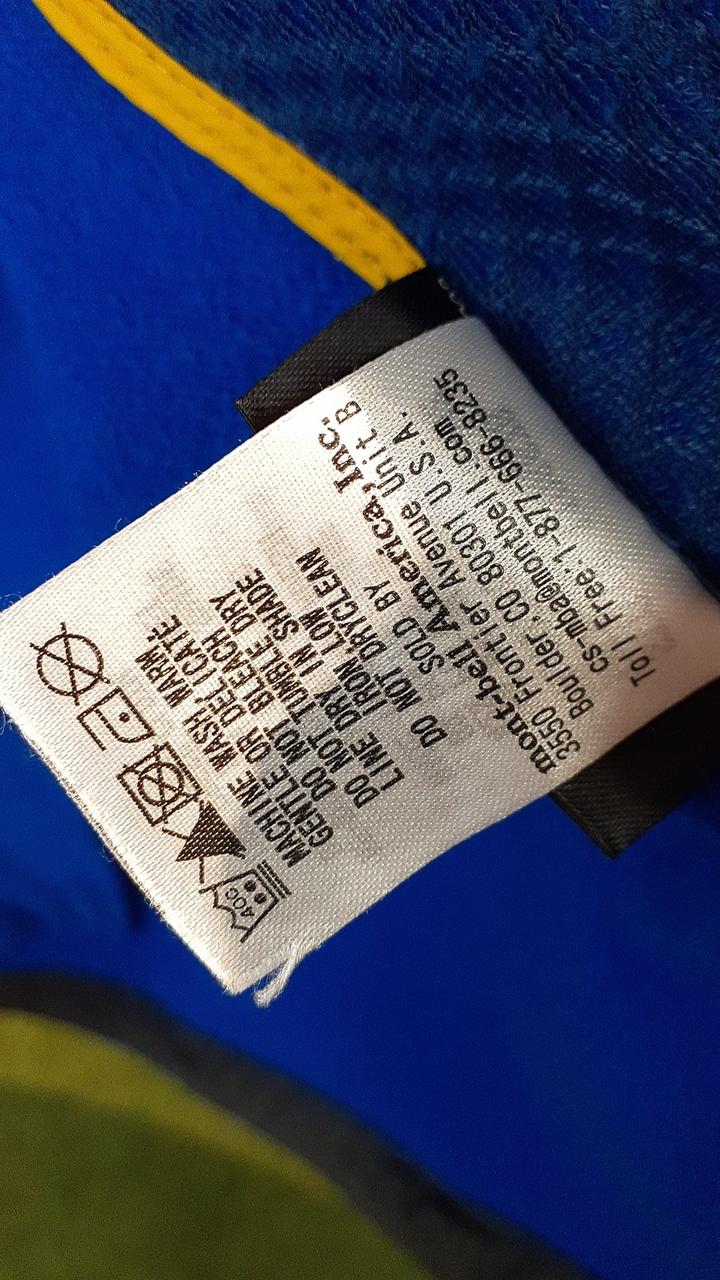 40C
MACHINE WASH WARM
GENTLE OR DELICATE
DO NOT BLEACH
DO NOT TUMBLE DRY
LINE DRY IN SHADE
IRON LOW
DO NOT DRYCLEAN
SOLD BY
mont-bell America, Inc.
3550 Frontier Avenue Unit B
Boulder, CO 80301 U.S.A.
cs-mba@montbell.com
Toll Free:1-877-666-8235